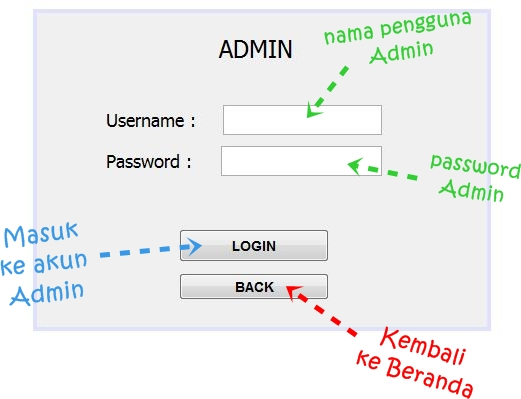 ADMIN
nama pengguna
Admin
Username :
Password :
password
Admin
Masuk
ke akun
Admin
LOGIN
BACK
Kembali
ke Beranda